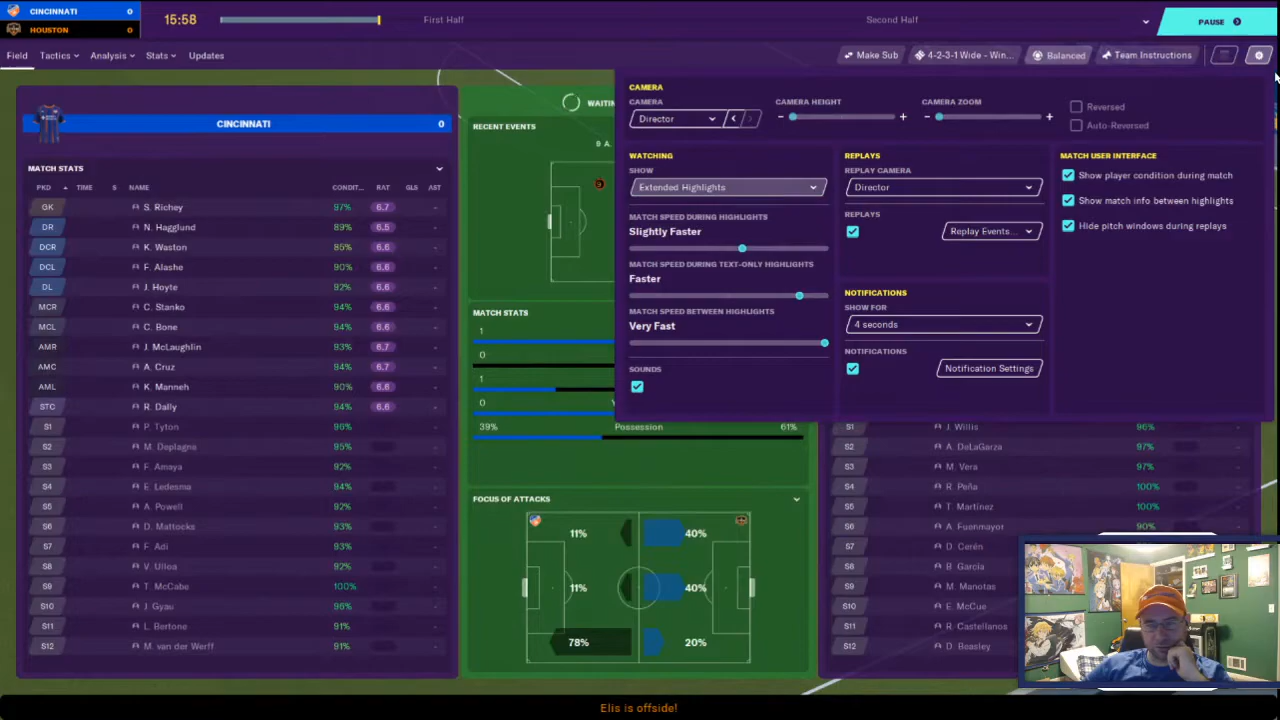 CINCINNATI 0
HOUSTON 0
15:58
First Half
Second Half
PAUSE
Field
Tactics
Analysis
Stats
Updates
Make Sub
4-2-3-1 Wide - Win...
Balanced
Team Instructions
CINCINNATI 0
MATCH STATS
PKD TIME S NAME CONDIT... RAT GLS AST
GK S. Richey 97% 6.7 -
DR N. Hagglund 89% 6.5 -
DCR K. Waston 85% 6.6 -
DCL F. Alashe 90% 6.6 -
DL J. Hoyte 92% 6.6 -
MCR C. Stanko 94% 6.6 -
MCL C. Bone 94% 6.6 -
AMR J. McLaughlin 93% 6.7 -
AMC A. Cruz 94% 6.7 -
AML K. Manneh 90% 6.6 -
STC R. Dally 94% 6.6 -
S1 P. Tyton 96% -
S2 M. Deplagne 95% -
S3 F. Amaya 92% -
S4 E. Ledesma 94% -
S5 A. Powell 92% -
S6 D. Mattocks 93% -
S7 F. Adi 93% -
S8 V. Ulloa 92% -
S9 T. McCabe 100% -
S10 J. Gyau 96% -
S11 L. Bertone 91% -
S12 M. van der Werff 91% -
WAITIN
RECENT EVENTS
9 A.
MATCH STATS
1
0
1
0
39% Possession 61%
FOCUS OF ATTACKS
11% 40%
11% 40%
78% 20%
CAMERA
CAMERA
Director
CAMERA HEIGHT
- +
CAMERA ZOOM
- +
Reversed
Auto-Reversed
WATCHING
SHOW
Extended Highlights
MATCH SPEED DURING HIGHLIGHTS
Slightly Faster
MATCH SPEED DURING TEXT-ONLY HIGHLIGHTS
Faster
MATCH SPEED BETWEEN HIGHLIGHTS
Very Fast
SOUNDS
REPLAYS
REPLAY CAMERA
Director
REPLAYS
Replay Events...
NOTIFICATIONS
SHOW FOR
4 seconds
NOTIFICATIONS
Notification Settings
MATCH USER INTERFACE
Show player condition during match
Show match info between highlights
Hide pitch windows during replays
S1 J. Willis 96% -
S2 A. DeLaGarza 97% -
S3 M. Vera 97% -
S4 R. Peña 100% -
S5 T. Martínez 100% -
S6 A. Fuenmayor 90% -
S7 D. Cerén
S8 B. Garcia
S9 M. Manotas
S10 E. McCue
S11 R. Castellanos
S12 D. Beasley
Elis is offside!